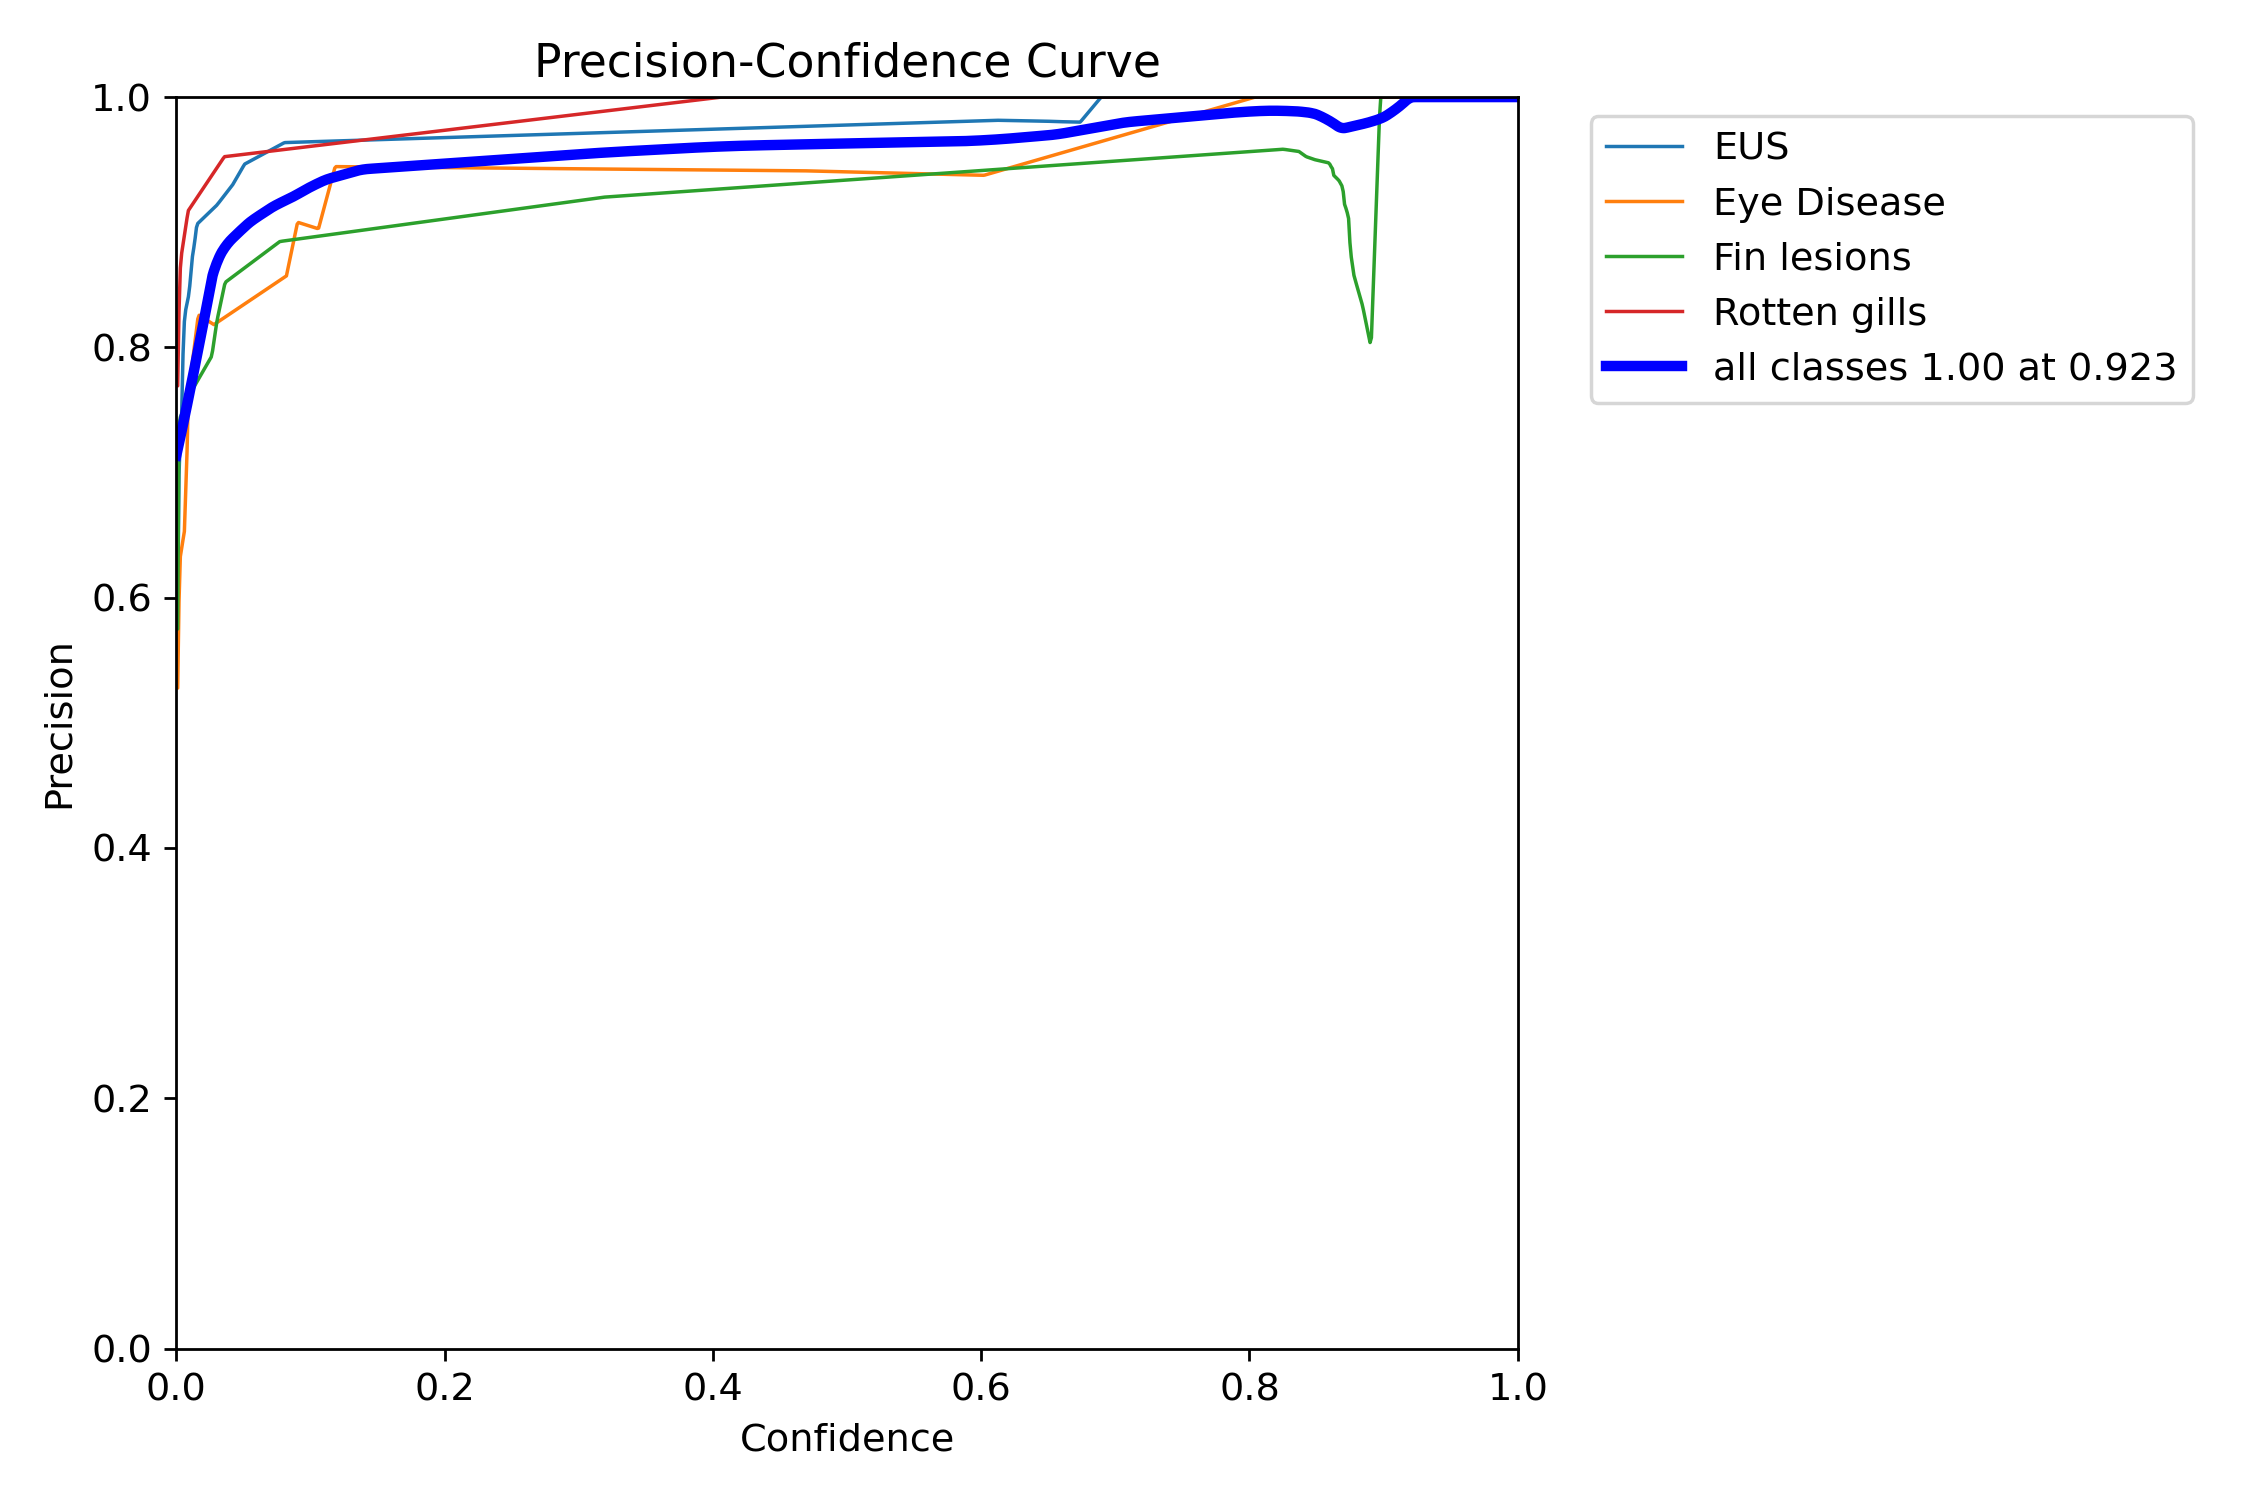 Precision-Confidence Curve
1.0
0.8
0.6
0.4
0.2
0.0
Precision
0.0 0.2 0.4 0.6 0.8 1.0
Confidence
EUS
Eye Disease
Fin lesions
Rotten gills
all classes 1.00 at 0.923